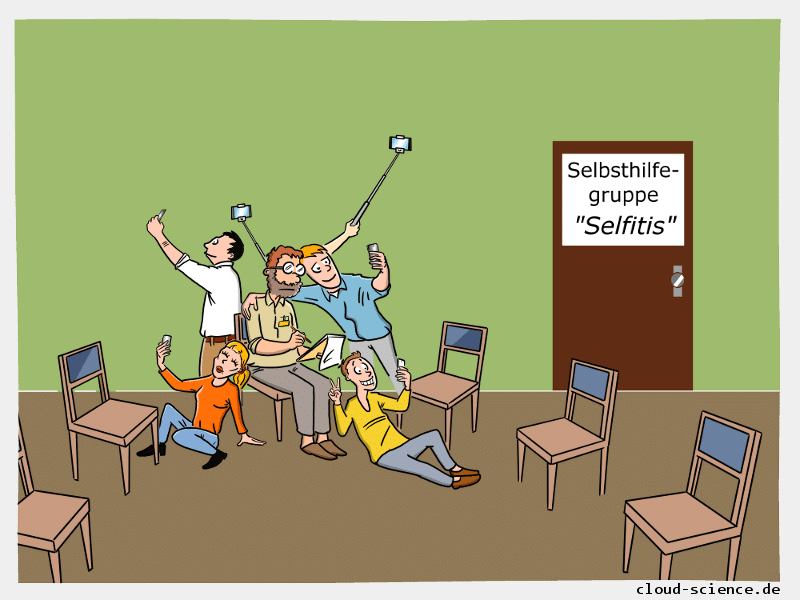 Selbsthilfe-
gruppe
"Selfitis"
cloud-science.de